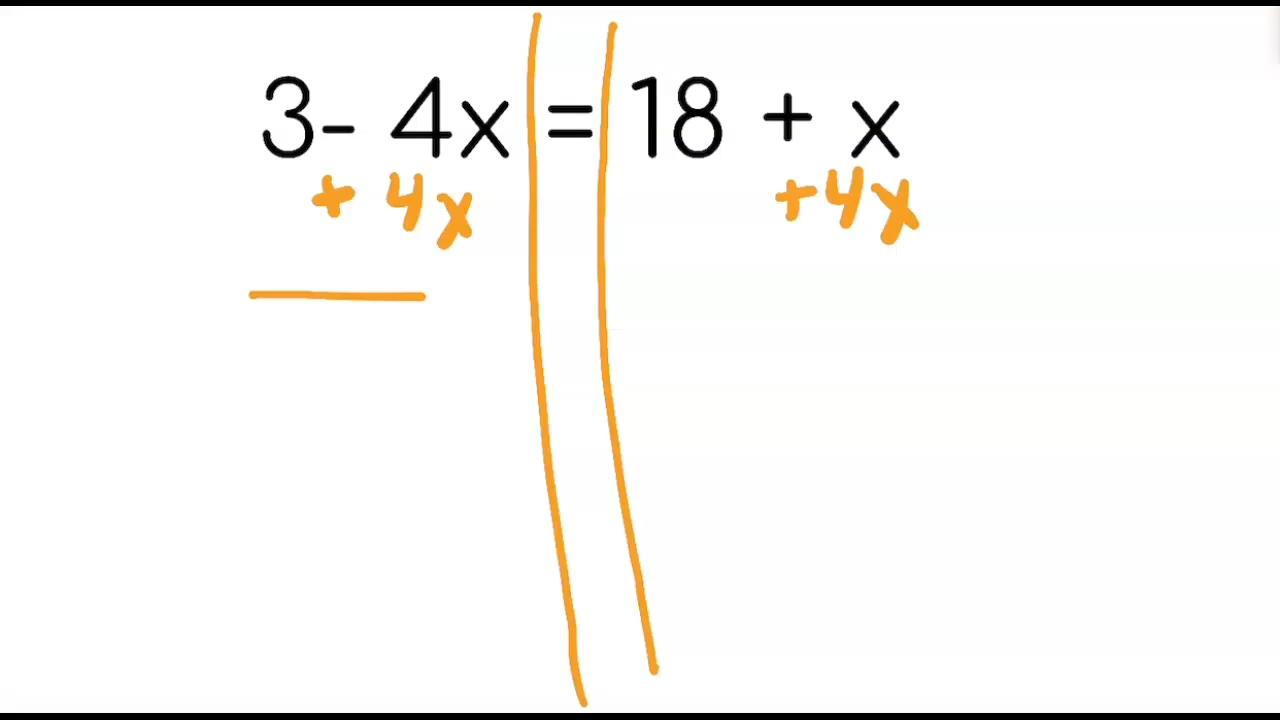 3- 4x = 18 + x
+ 4x +4x